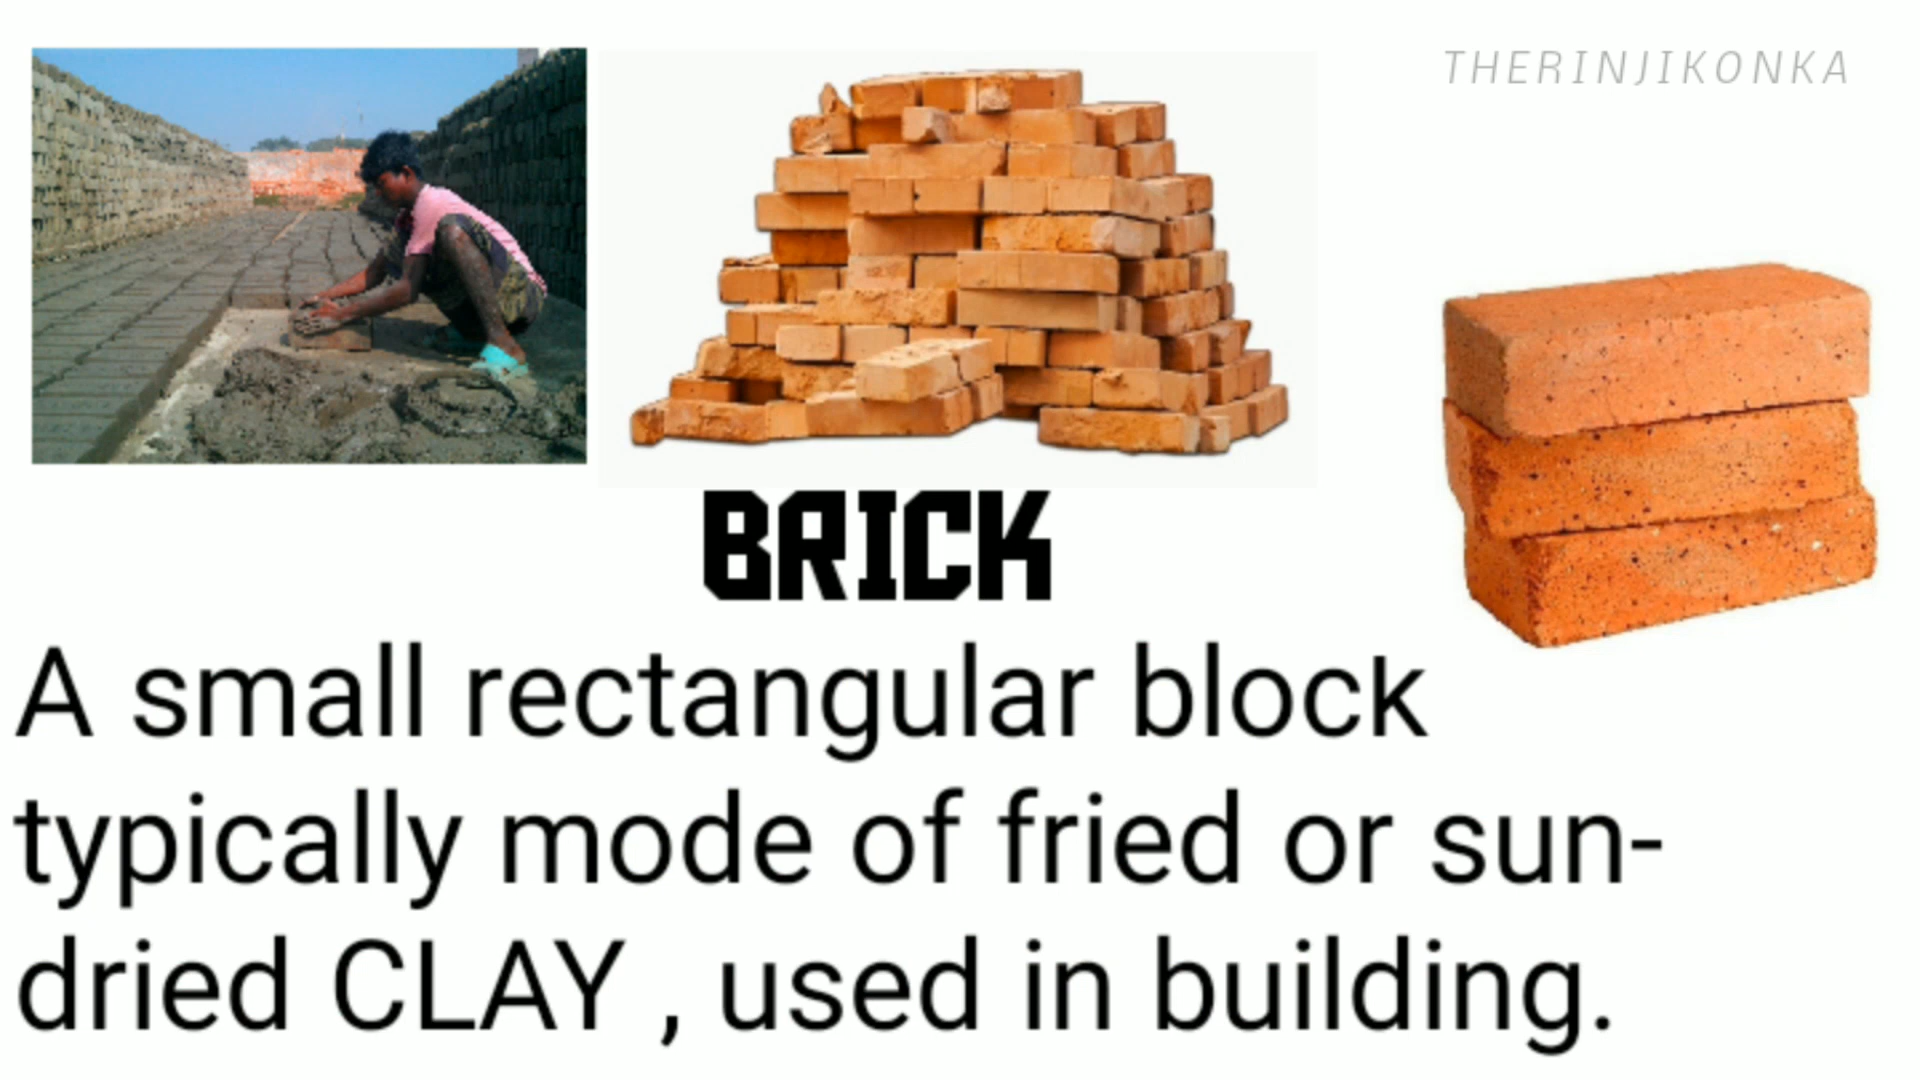 THERINJIKONKA
BRICK
A small rectangular block
typically mode of fried or sun-
dried CLAY , used in building.